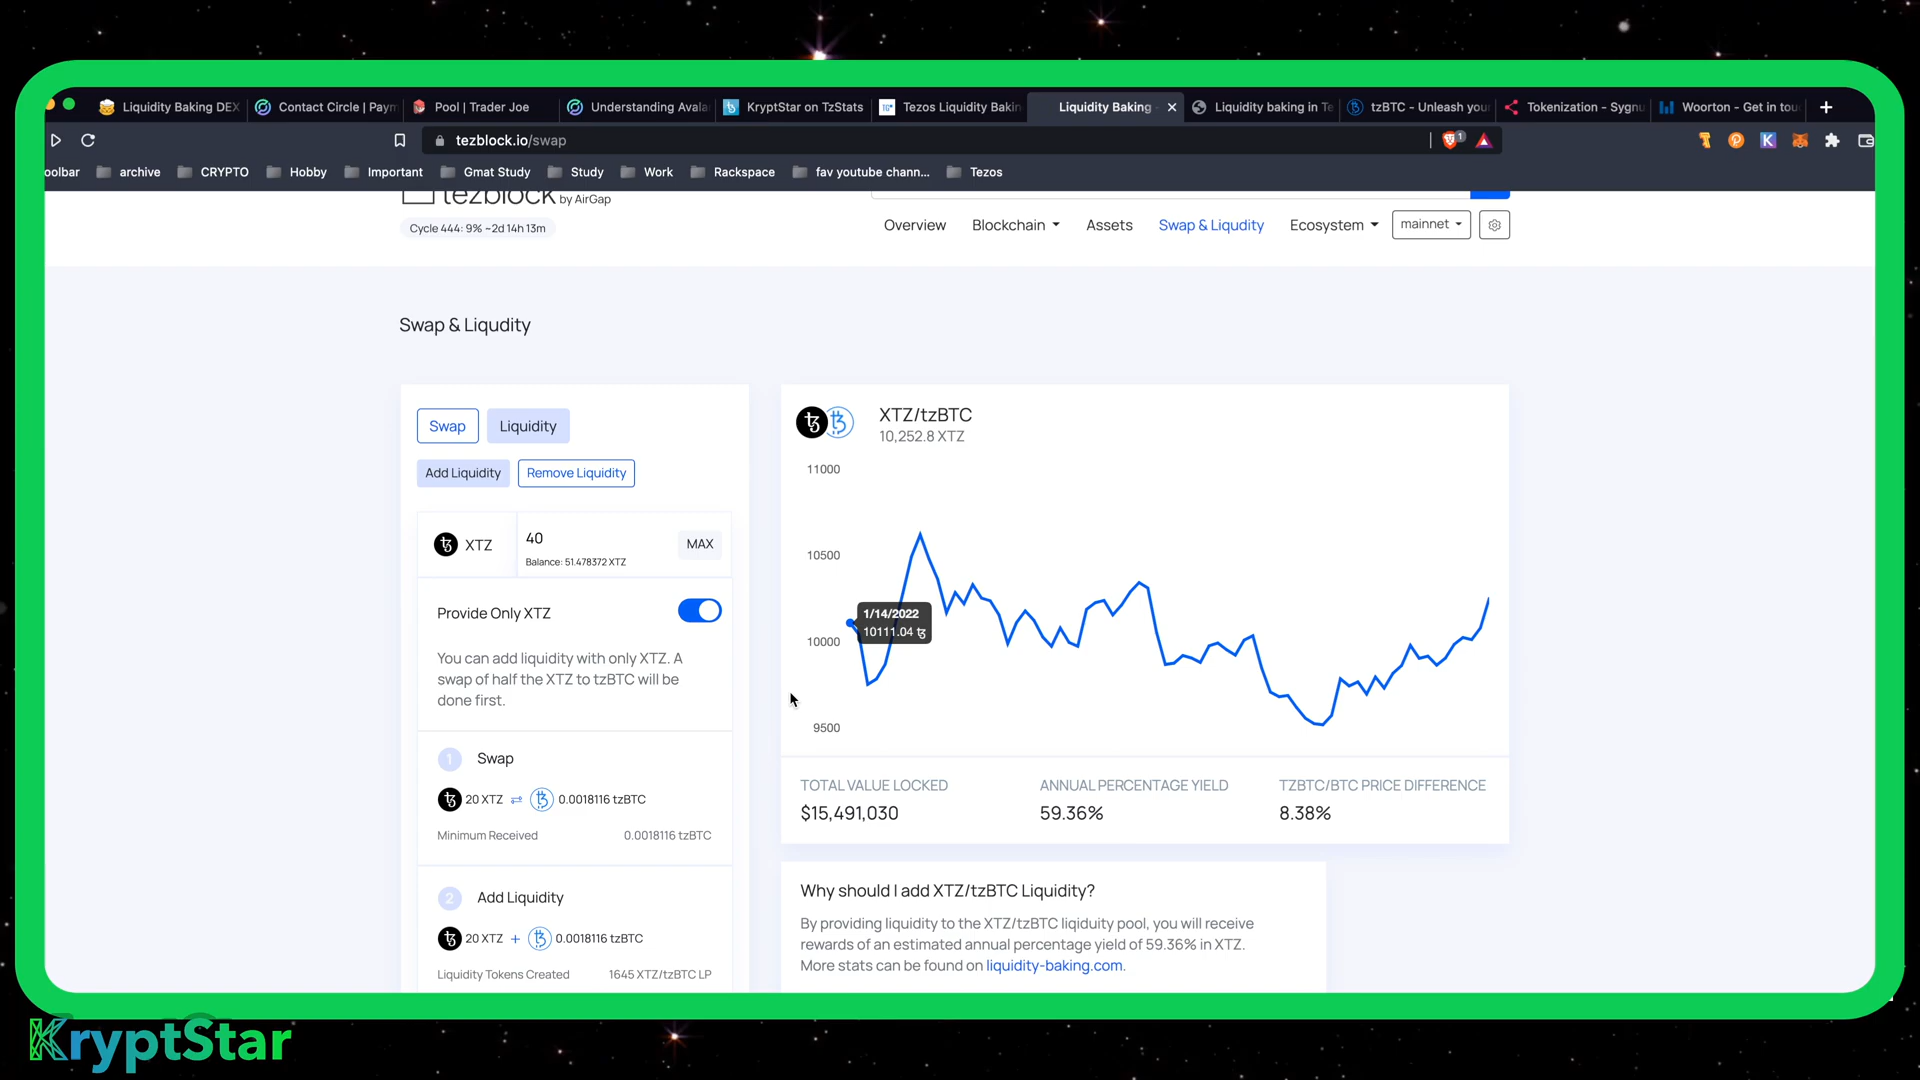 Liquidity Baking DEX
Contact Circle | Paym
Pool | Trader Joe
Understanding Avala
KryptStar on TzStats
Tezos Liquidity Bakin
Liquidity Baking -
Liquidity baking in Te
tzBTC - Unleash you
Tokenization - Sygnu
Woorton - Get in touc
tezblock.io/swap
1
oolbar
archive
CRYPTO
Hobby
Important
Gmat Study
Study
Work
Rackspace
fav youtube chann...
Tezos
tezblock by AirGap
Cycle 444: 9% ~2d 14h 13m
Overview
Blockchain
Assets
Swap & Liqudity
Ecosystem
mainnet
Swap & Liqudity
Swap
Liquidity
Add Liquidity
Remove Liquidity
XTZ
40
Balance: 51.478372 XTZ
MAX
Provide Only XTZ
You can add liquidity with only XTZ. A
swap of half the XTZ to tzBTC will be
done first.
1
Swap
20 XTZ
0.0018116 tzBTC
Minimum Received
0.0018116 tzBTC
2
Add Liquidity
20 XTZ + 0.0018116 tzBTC
Liquidity Tokens Created
1645 XTZ/tzBTC LP
XTZ/tzBTC
10,252.8 XTZ
11000
10500
10000
9500
1/14/2022
10111.04 ꜩ
TOTAL VALUE LOCKED
$15,491,030
ANNUAL PERCENTAGE YIELD
59.36%
TZBTC/BTC PRICE DIFFERENCE
8.38%
Why should I add XTZ/tzBTC Liquidity?
By providing liquidity to the XTZ/tzBTC liqiduity pool, you will receive
rewards of an estimated annual percentage yield of 59.36% in XTZ.
More stats can be found on liquidity-baking.com.
KryptStar